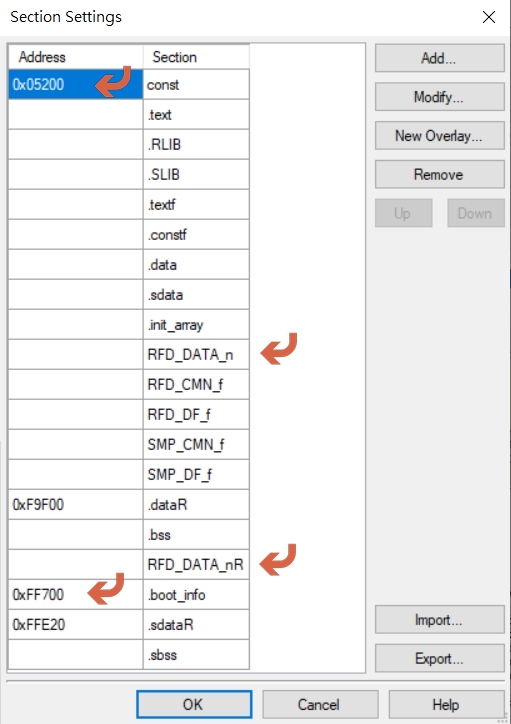 Section Settings
Address Section
0x05200 const
.text
.RLIB
.SLIB
.textf
.constf
.data
.sdata
.init_array
RFD_DATA_n
RFD_CMN_f
RFD_DF_f
SMP_CMN_f
SMP_DF_f
0xF9F00 .dataR
.bss
RFD_DATA_nR
0xFF700 .boot_info
0xFFE20 .sdataR
.sbss
Add...
Modify...
New Overlay...
Remove
Up Down
Import...
Export...
OK Cancel Help